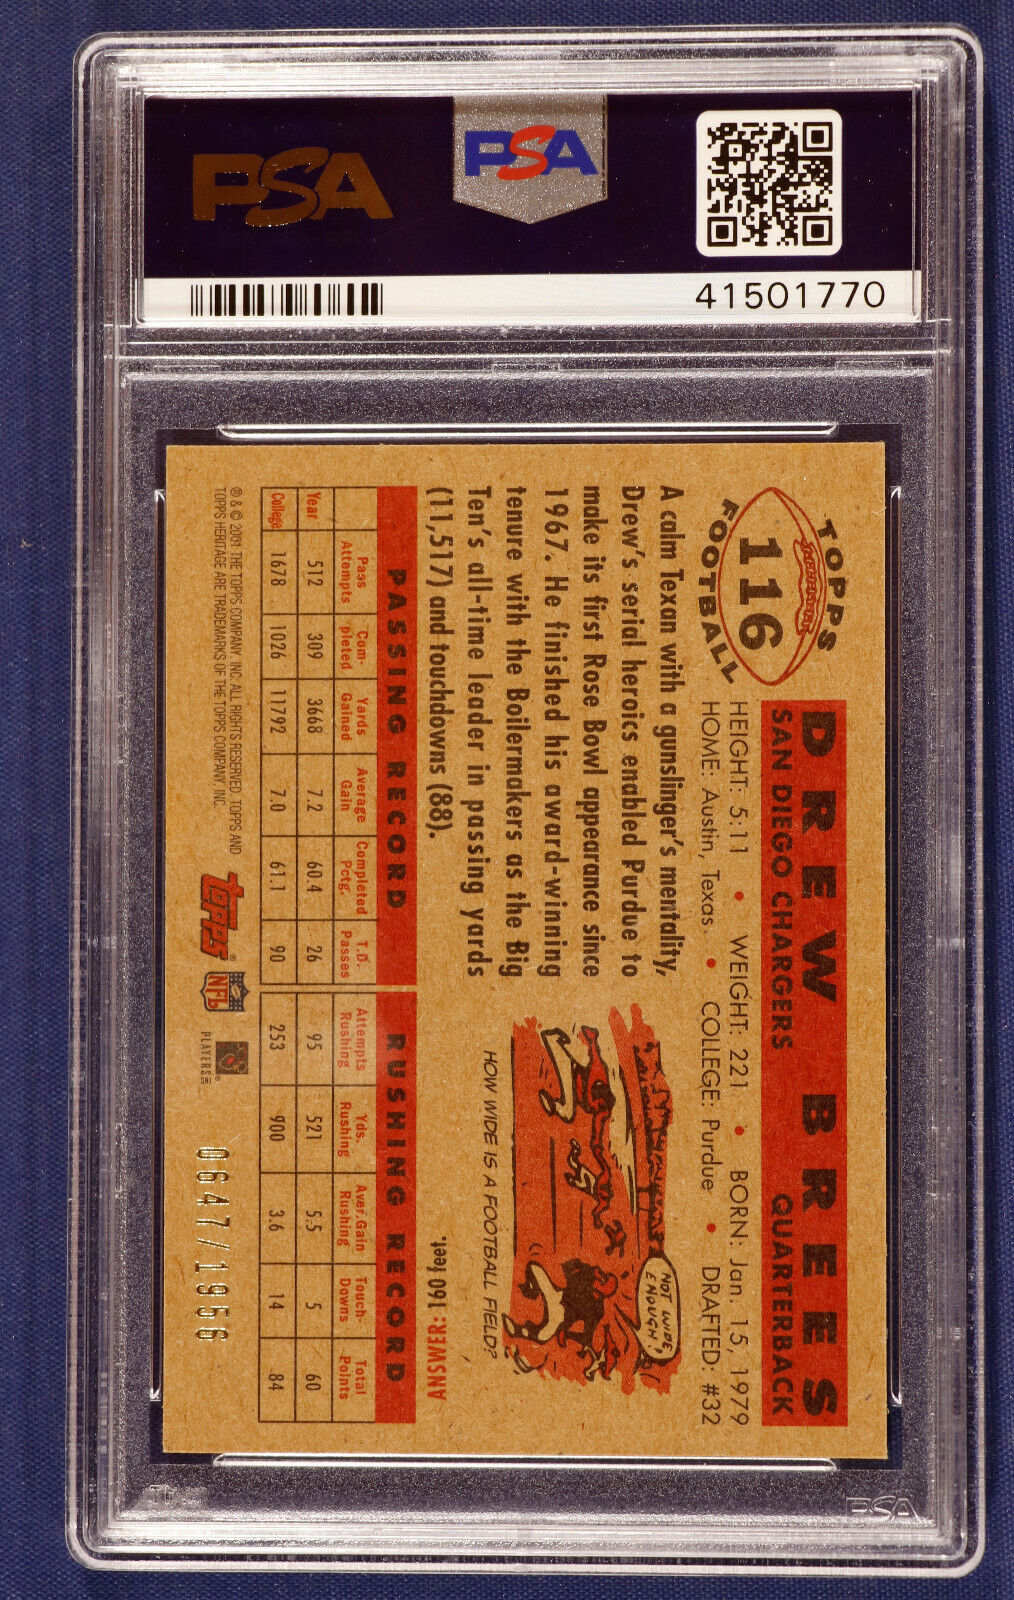 PSA
PSA
41501770
TOPPS
116
FOOTBALL
DREW BREES
SAN DIEGO CHARGERS QUARTERBACK
HEIGHT: 5:11 • WEIGHT: 221 • BORN: Jan. 15, 1979
HOME: Austin, Texas. • COLLEGE: Purdue • DRAFTED: #32
A calm Texan with a gunslinger's mentality,
Drew's serial heroics enabled Purdue to
make its first Rose Bowl appearance since
1967. He finished his award-winning
tenure with the Boilermakers as the Big
Ten's all-time leader in passing yards
(11,517) and touchdowns (88).
NOT WIDE
ENOUGH!
HOW WIDE IS A FOOTBALL FIELD?
ANSWER: 160 feet.
PASSING RECORD RUSHING RECORD
Pass Attempts Com- pleted Yards Gained Average Gain Completed Pctg. T.D. Passes Attempts Rushing Yds. Rushing Aver. Gain Rushing Touch- Downs Total Points
Year 512 309 3668 7.2 60.4 26 95 521 5.5 5 60
College 1678 1026 11792 7.0 61.1 90 253 900 3.6 14 84
® & © 2001 THE TOPPS COMPANY, INC. ALL RIGHTS RESERVED. TOPPS AND
TOPPS HERITAGE ARE TRADEMARKS OF THE TOPPS COMPANY, INC.
Topps®
NFL
PLAYERS INC
0647/1956
PSA